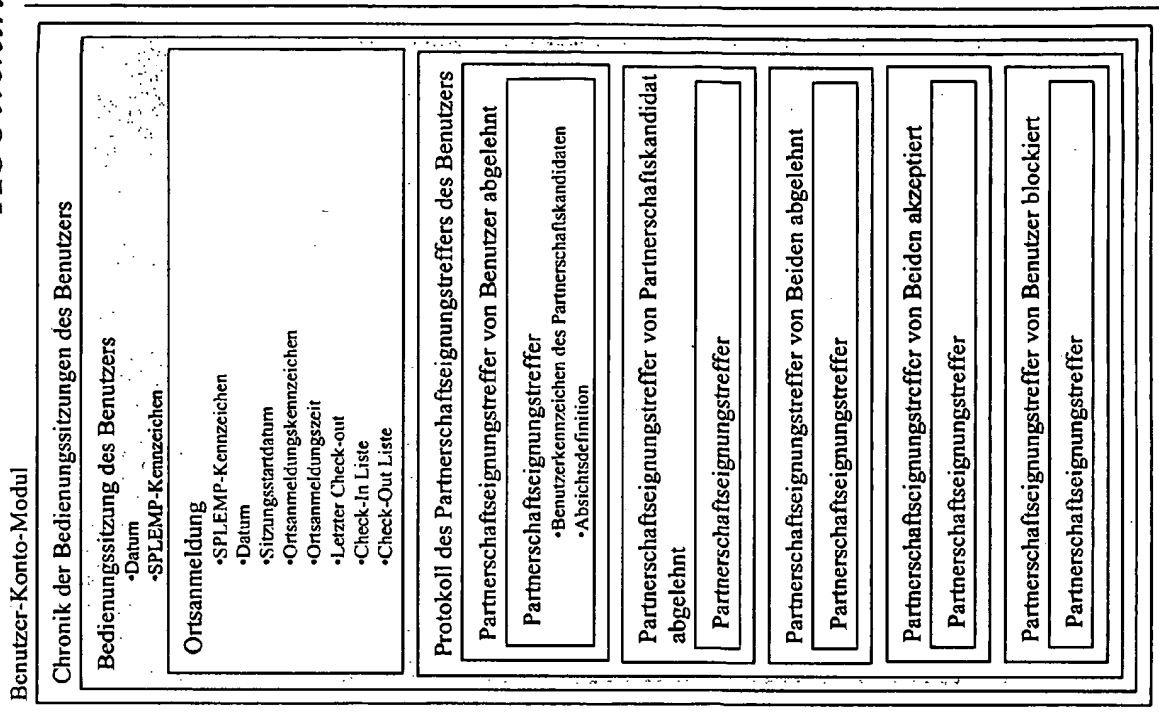 Benutzer-Konto-Modul
Chronik der Bedienungssitzungen des Benutzers
Bedienungssitzung des Benutzers
•Datum
•SPLEMP-Kennzeichen
Ortsanmeldung
•SPLEMP-Kennzeichen
•Datum
•Sitzungsstartdatum
•Ortsanmeldungskennzeichen
•Ortsanmeldungszeit
•Letzter Check-out
•Check-In Liste
•Check-Out Liste
Protokoll des Partnerschaftseignungstreffers des Benutzers
Partnerschaftseignungstreffer von Benutzer abgelehnt
Partnerschaftseignungstreffer
•Benutzerkennzeichen des Partnerschaftskandidaten
•Absichtsdefinition
Partnerschaftseignungstreffer von Partnerschaftskandidat
abgelehnt
Partnerschaftseignungstreffer
Partnerschaftseignungstreffer von Beiden abgelehnt
Partnerschaftseignungstreffer
Partnerschaftseignungstreffer von Beiden akzeptiert
Partnerschaftseignungstreffer
Partnerschaftseignungstreffer von Benutzer blockiert
Partnerschaftseignungstreffer